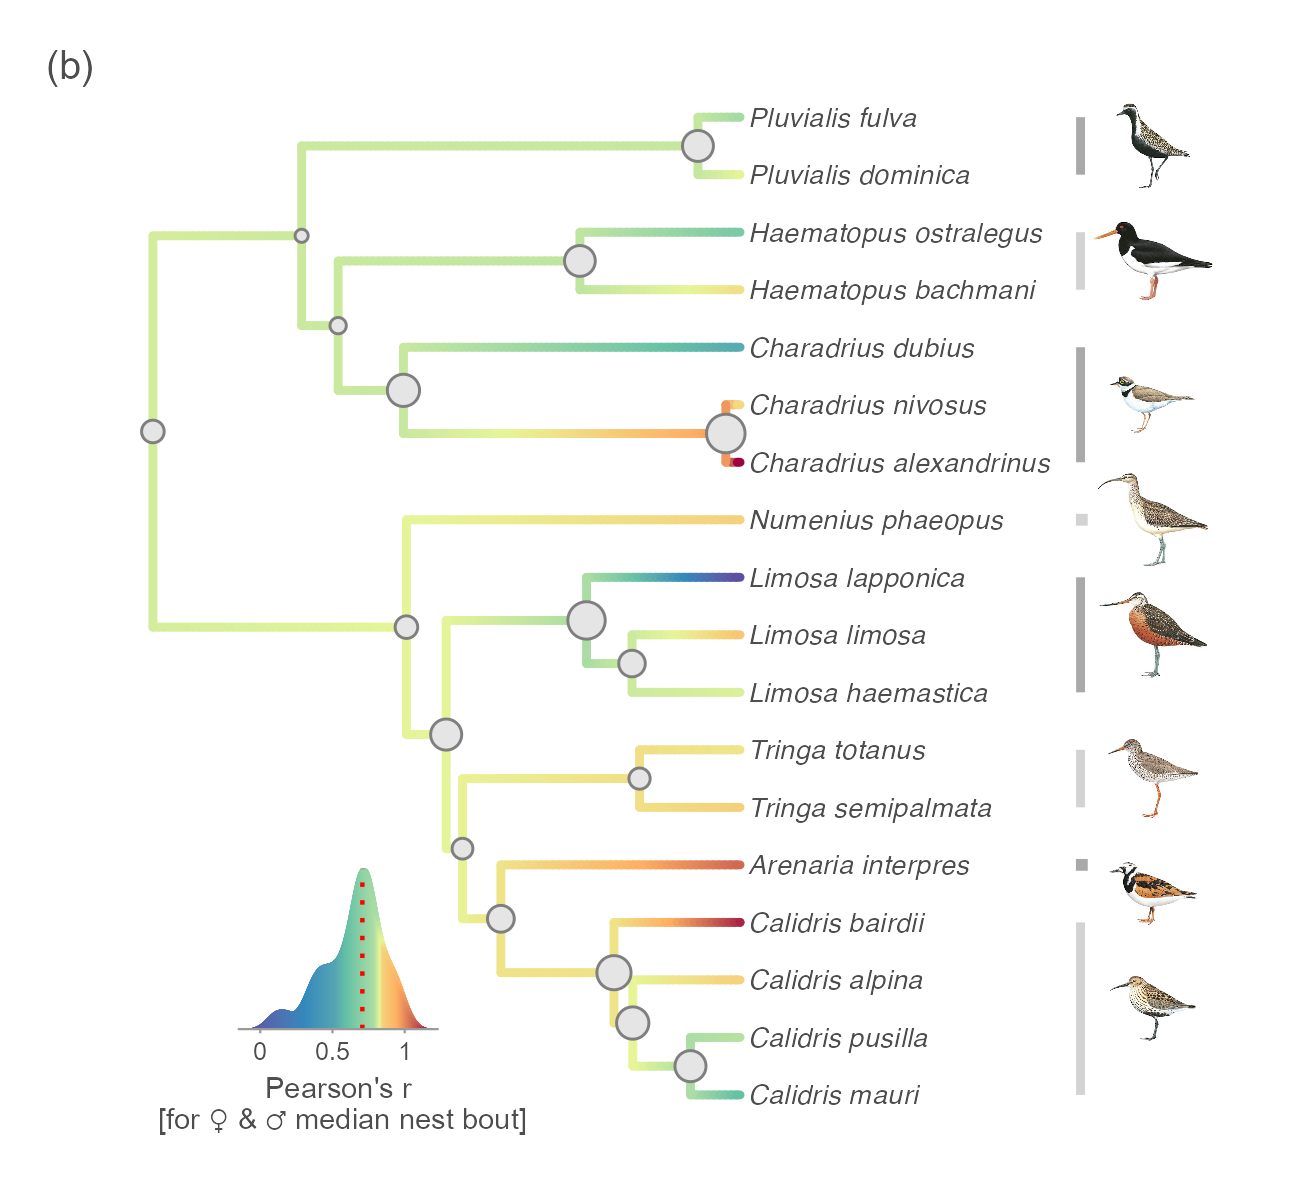 (b)
Pluvialis fulva
Pluvialis dominica
Haematopus ostralegus
Haematopus bachmani
Charadrius dubius
Charadrius nivosus
Charadrius alexandrinus
Numenius phaeopus
Limosa lapponica
Limosa limosa
Limosa haemastica
Tringa totanus
Tringa semipalmata
Arenaria interpres
Calidris bairdii
Calidris alpina
Calidris pusilla
Calidris mauri
0 0.5 1
Pearson's r
[for ♀ & ♂ median nest bout]